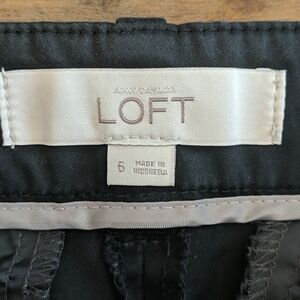 ANN TAYLOR
LOFT
6 MADE IN
INDONESIA